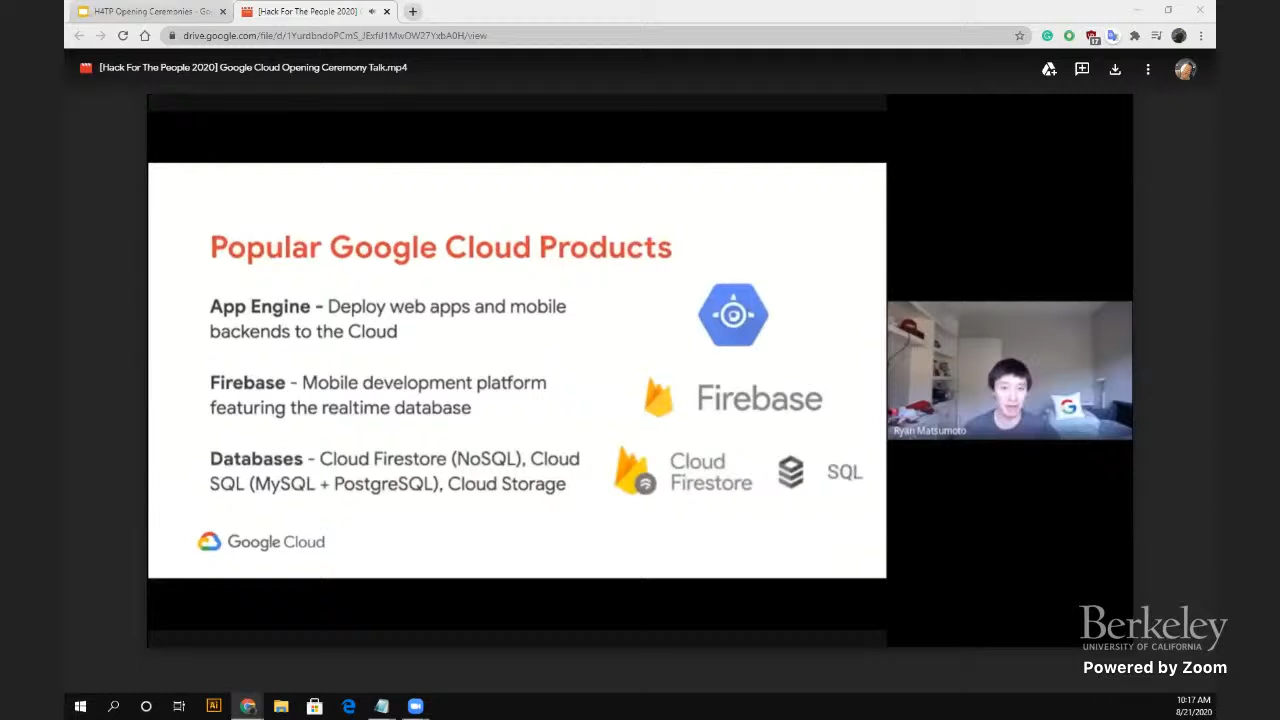 H4TP Opening Ceremonies - Go
[Hack For The People 2020]
drive.google.com/file/d/1YurdbndoPCmS_JExfU1MwOW27YxbA0H/view
17
[Hack For The People 2020] Google Cloud Opening Ceremony Talk.mp4
Popular Google Cloud Products
App Engine - Deploy web apps and mobile
backends to the Cloud
Firebase - Mobile development platform
featuring the realtime database
Firebase
Databases - Cloud Firestore (NoSQL), Cloud
SQL (MySQL + PostgreSQL), Cloud Storage
Cloud
Firestore
SQL
Google Cloud
Ryan Matsumoto
Berkeley
UNIVERSITY OF CALIFORNIA
Powered by Zoom
Ai
10:17 AM
8/21/2020